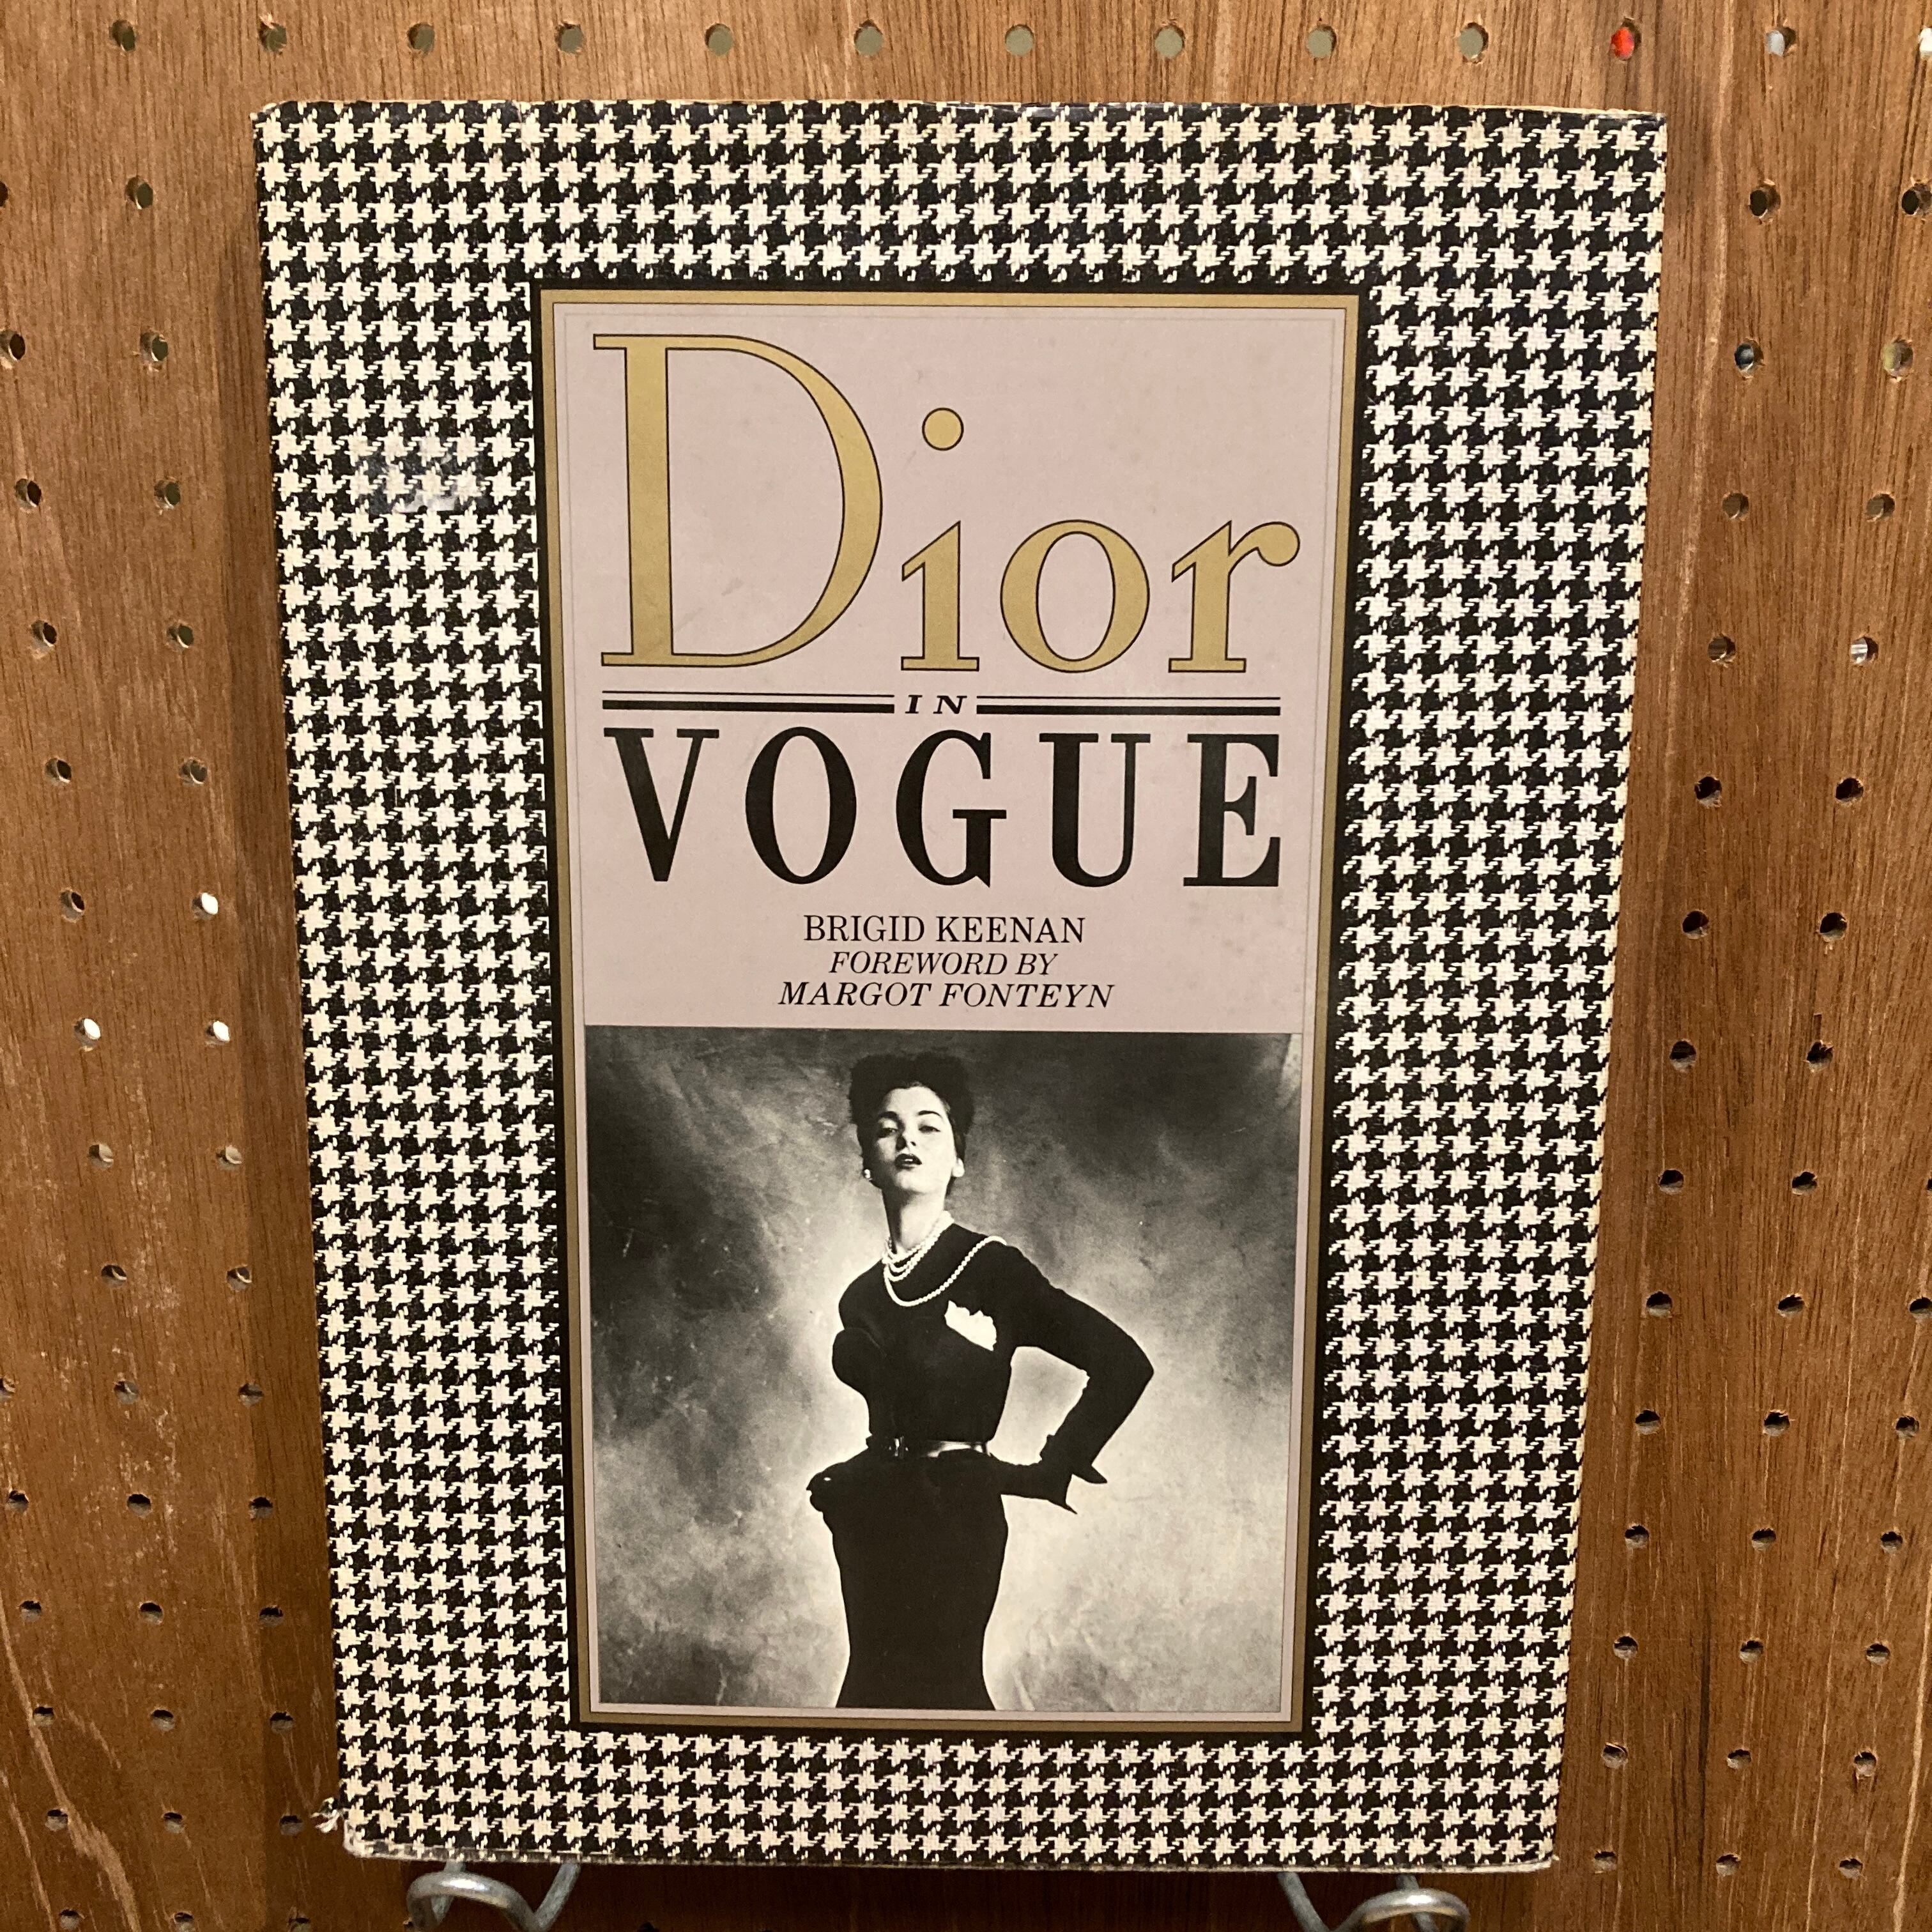 Dior
IN
VOGUE
BRIGID KEENAN
FOREWORD BY
MARGOT FONTEYN